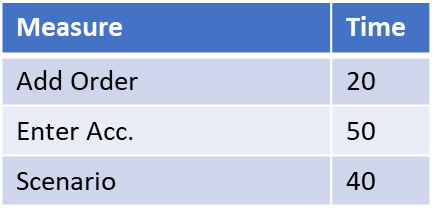 Measure Time
Add Order 20
Enter Acc. 50
Scenario 40